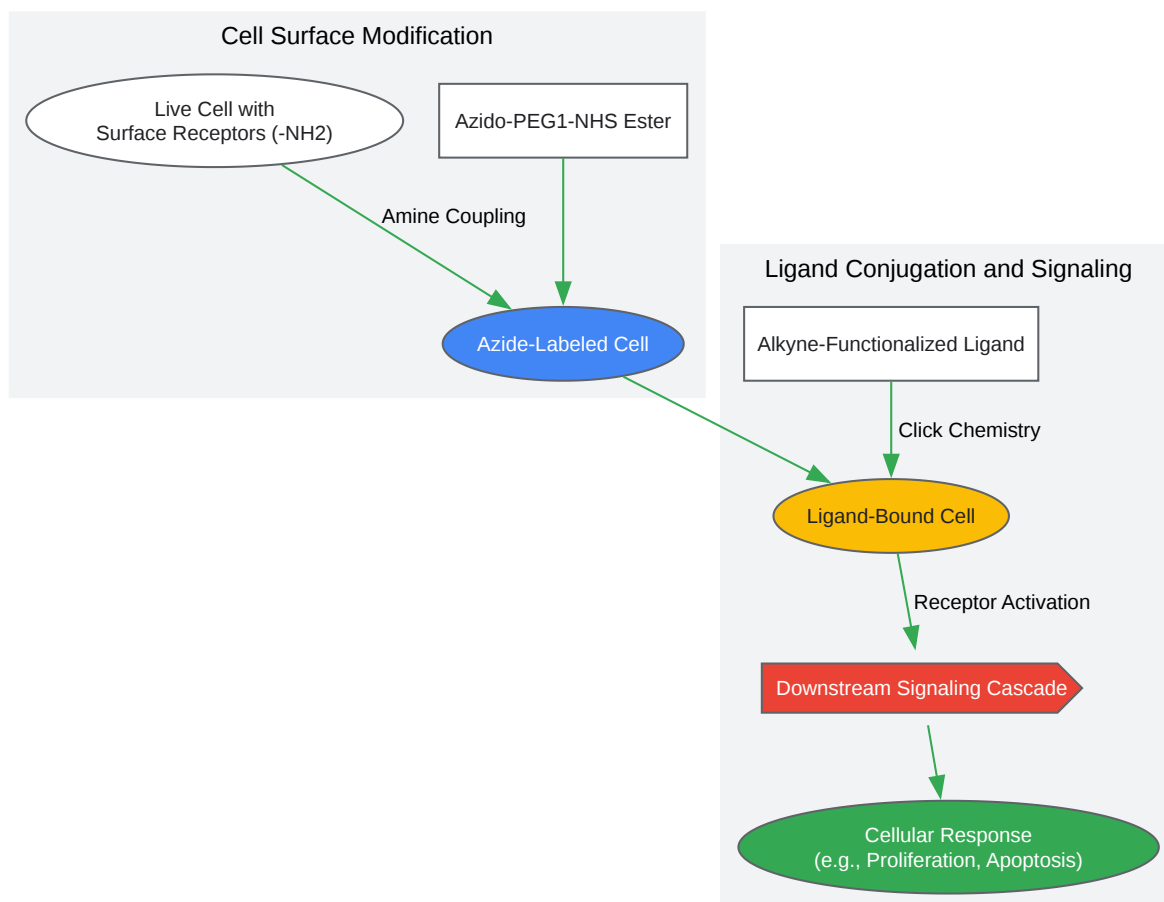 Cell Surface Modification
Live Cell with
Surface Receptors (-NH2)
Azido-PEG1-NHS Ester
Amine Coupling
Azide-Labeled Cell
Ligand Conjugation and Signaling
Alkyne-Functionalized Ligand
Click Chemistry
Ligand-Bound Cell
Receptor Activation
Downstream Signaling Cascade
Cellular Response
(e.g., Proliferation, Apoptosis)